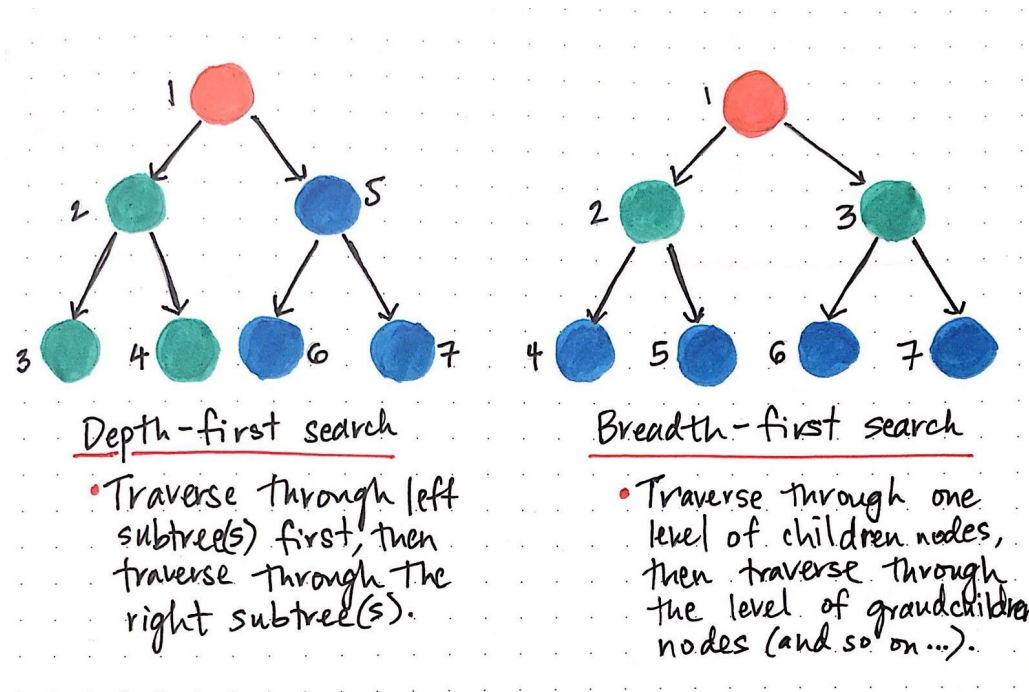 1
2
5
3
4
6
7
Depth-first search
• Traverse through left
subtree(s) first, then
traverse through the
right subtree(s).
1
2
3
4
5
6
7
Breadth-first search
• Traverse through one
level of children nodes,
then traverse through
the level of grandchildren
nodes (and so on...).